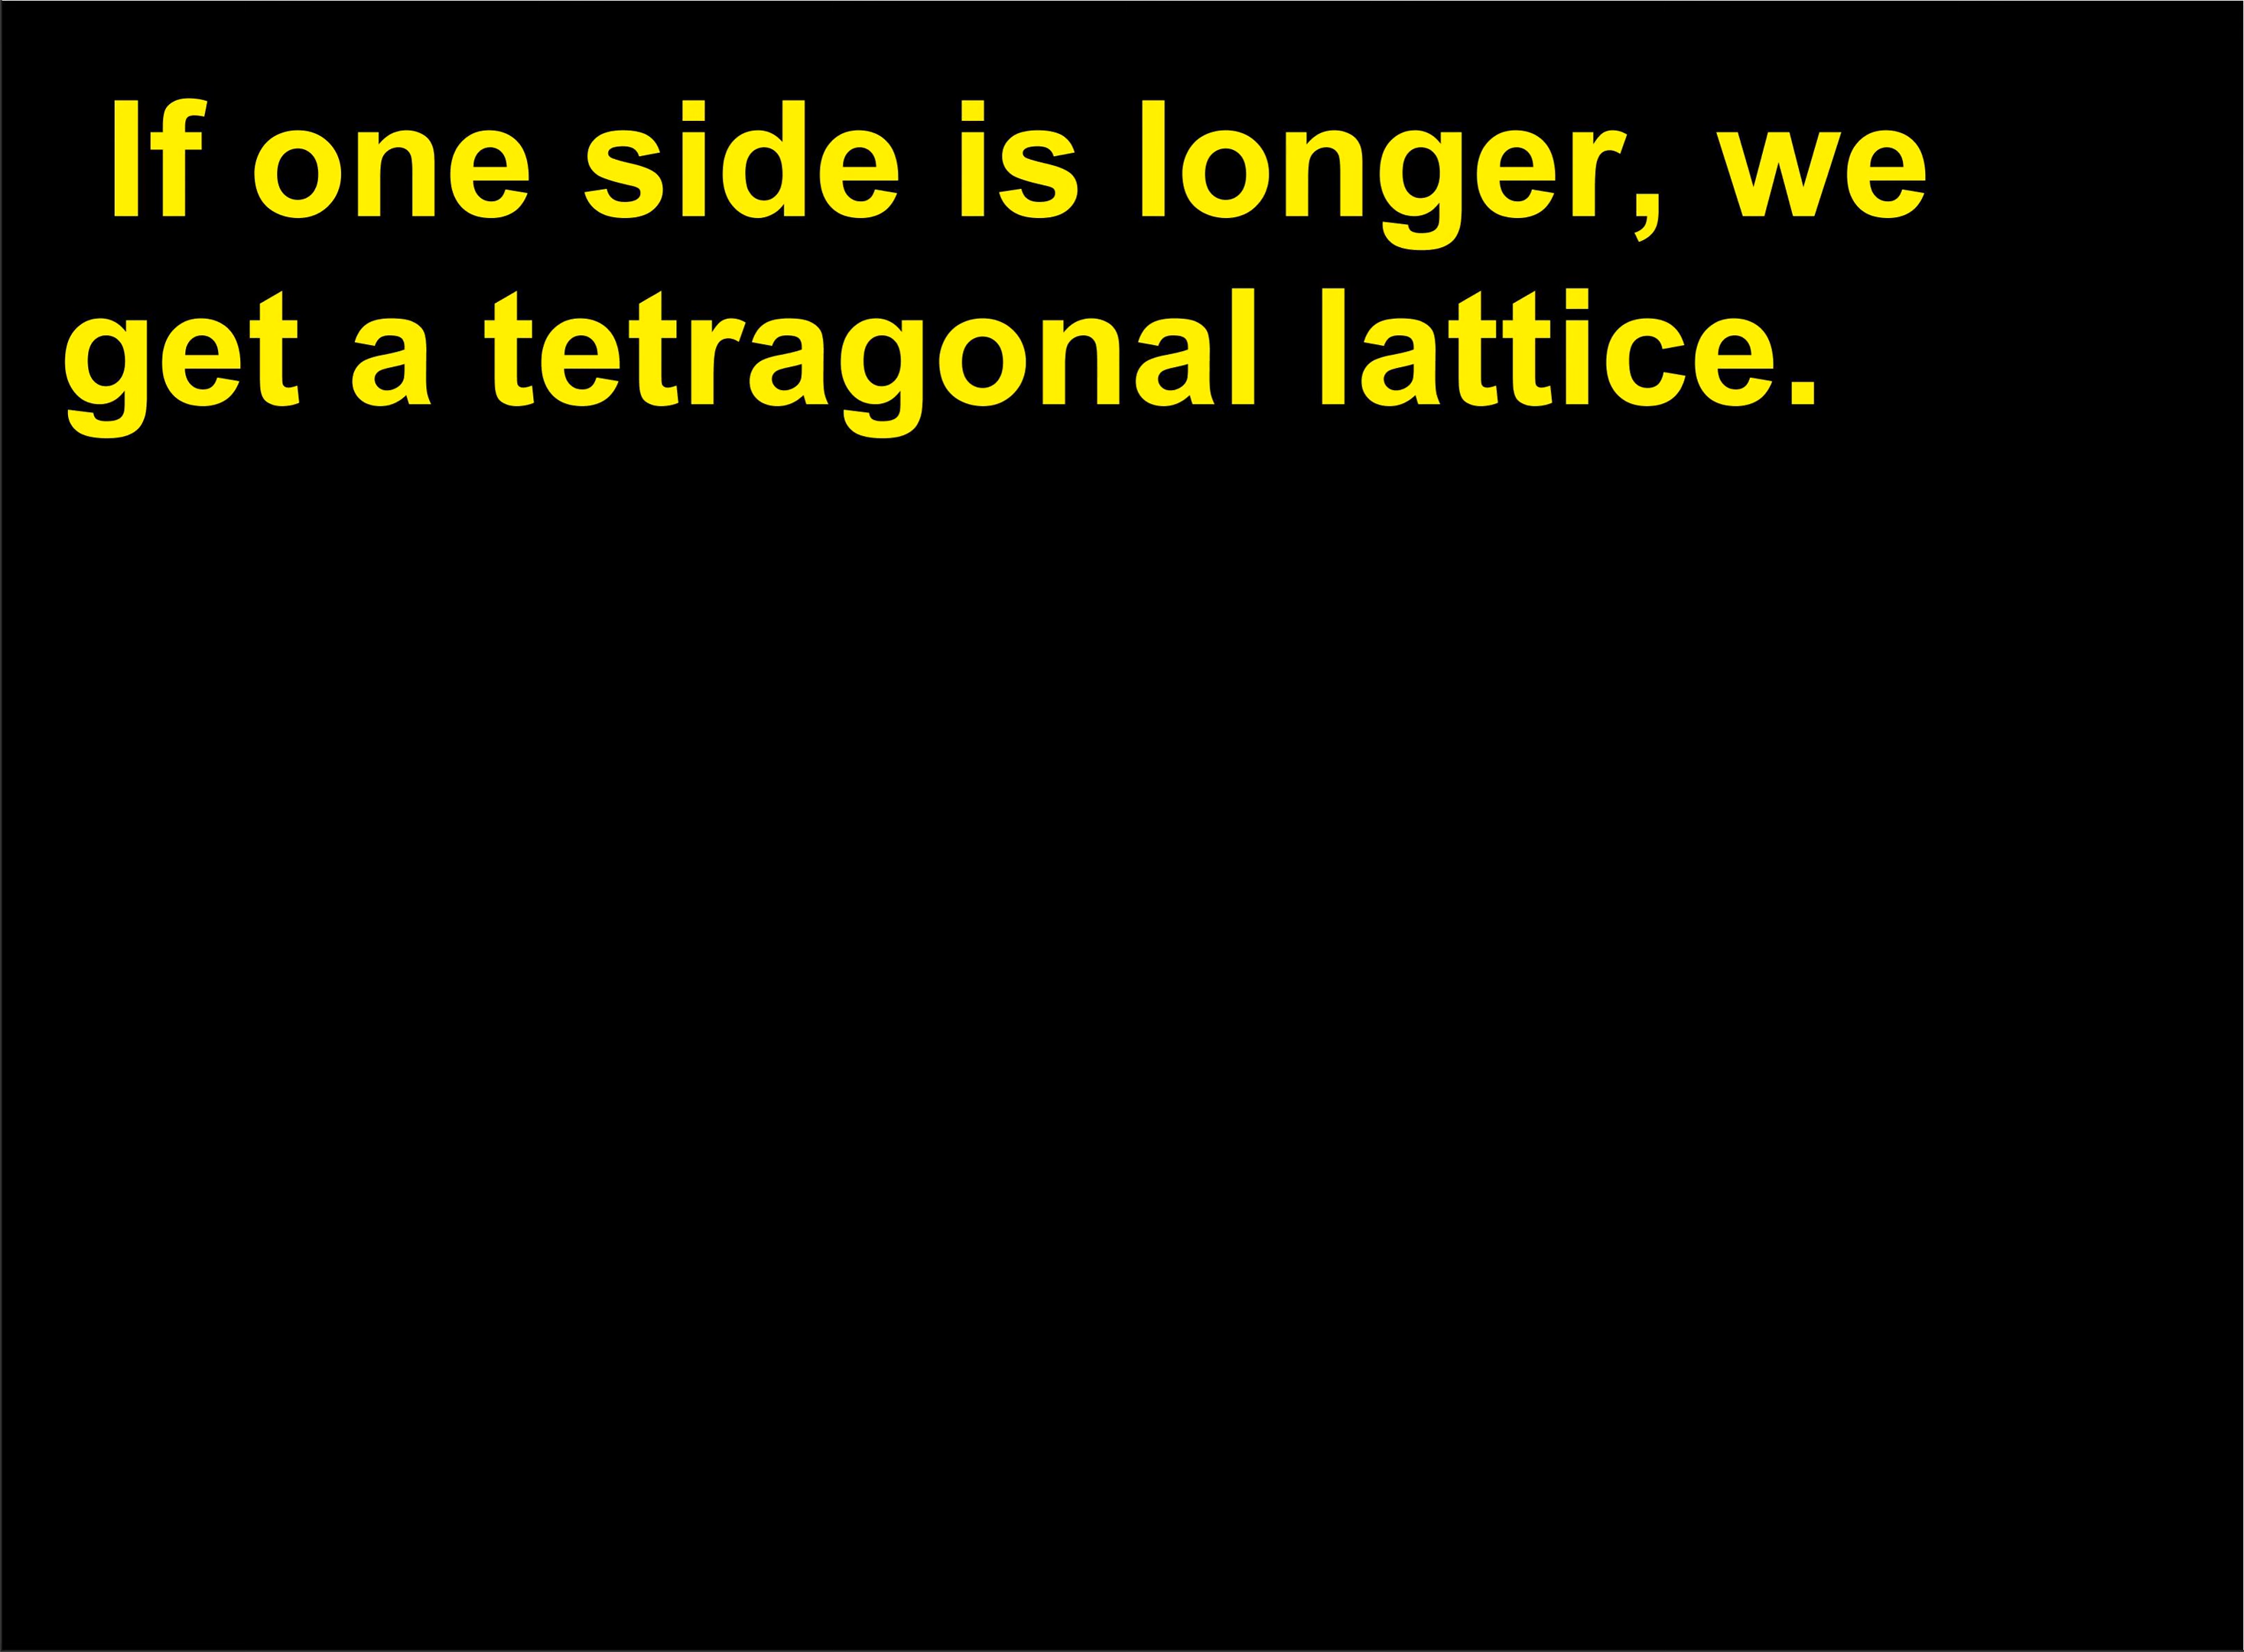 If one side is longer, we
get a tetragonal lattice.